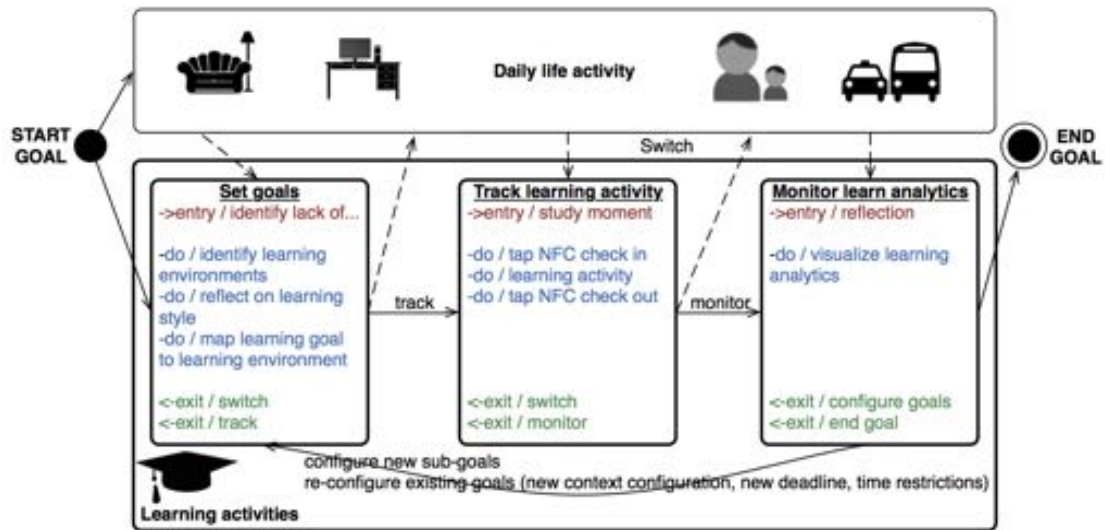 Daily life activity
START
GOAL
END
GOAL
Switch
Set goals
->entry / identify lack of...
-do / identify learning
environments
-do / reflect on learning
style
-do / map learning goal
to learning environment
<-exit / switch
<-exit / track
track
Track learning activity
->entry / study moment
-do / tap NFC check in
-do / learning activity
-do / tap NFC check out
<-exit / switch
<-exit / monitor
monitor
Monitor learn analytics
->entry / reflection
-do / visualize learning
analytics
<-exit / configure goals
<-exit / end goal
configure new sub-goals
re-configure existing goals (new context configuration, new deadline, time restrictions)
Learning activities